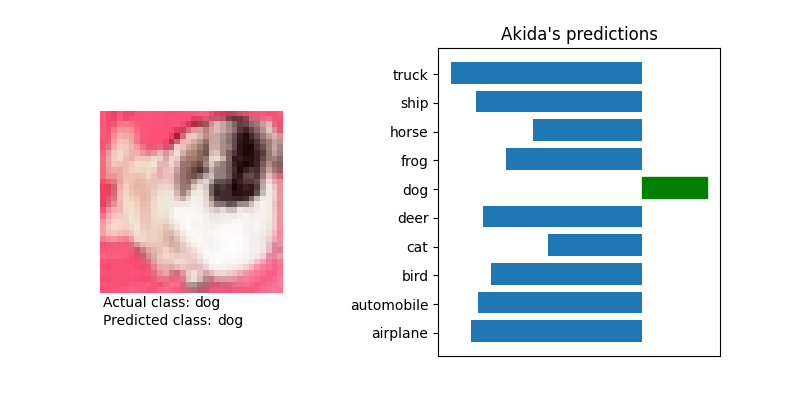 Akida's predictions
truck
ship
horse
frog
dog
deer
cat
bird
automobile
airplane
Actual class: dog
Predicted class: dog